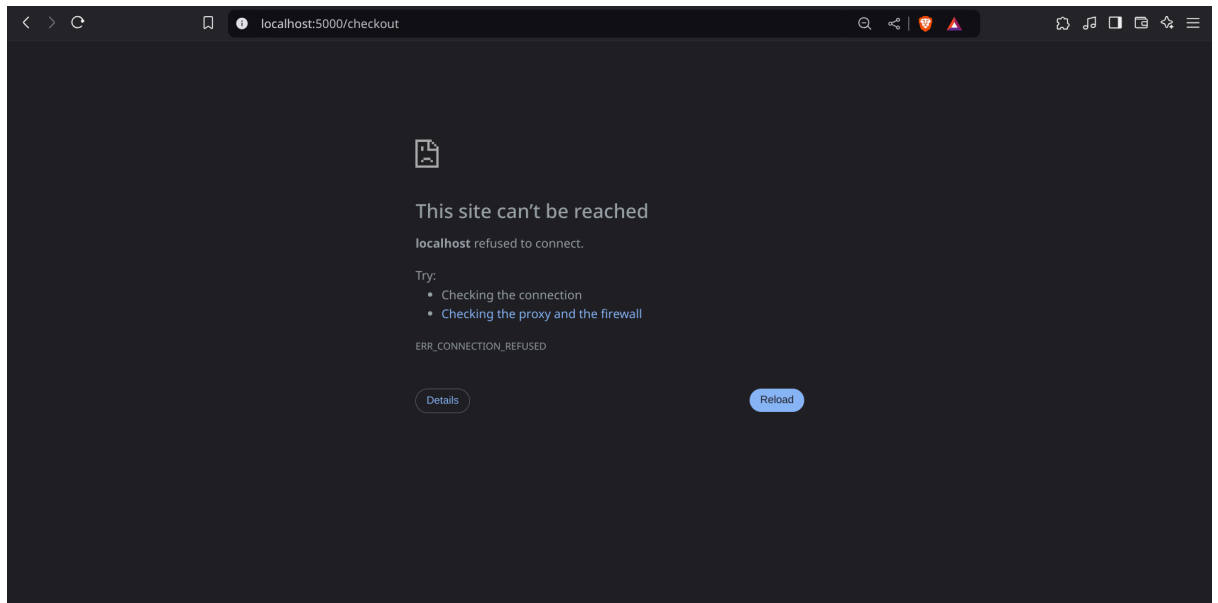 localhost:5000/checkout
This site can’t be reached
localhost refused to connect.
Try:
Checking the connection
Checking the proxy and the firewall
ERR_CONNECTION_REFUSED
Details
Reload